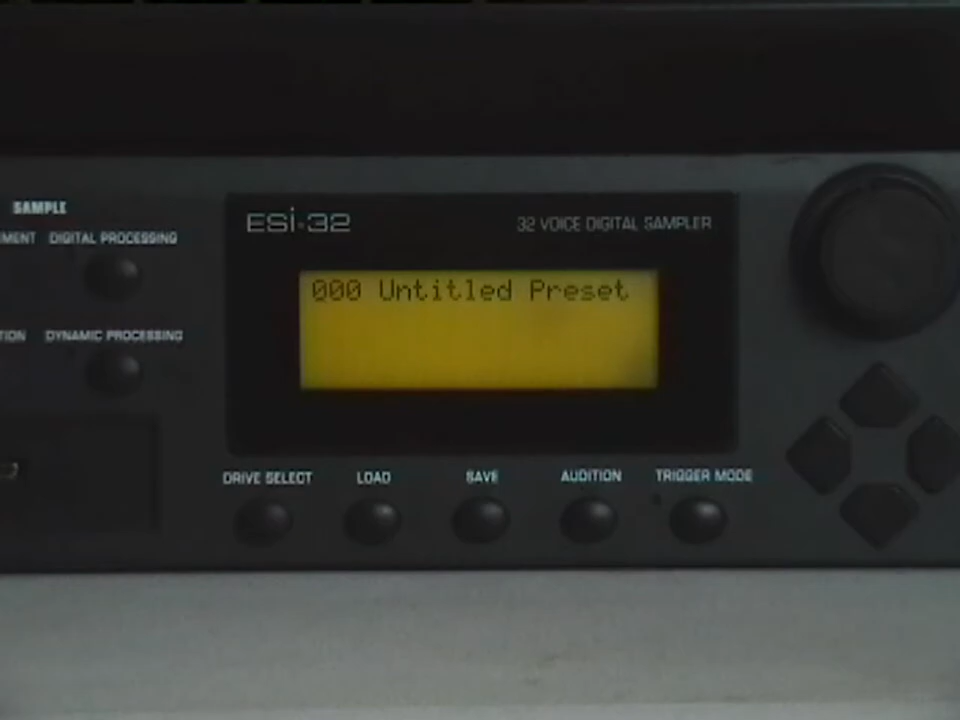 SAMPLE
DIGITAL PROCESSING
DYNAMIC PROCESSING
ESi-32
32 VOICE DIGITAL SAMPLER
000 Untitled Preset
DRIVE SELECT
LOAD
SAVE
AUDITION
TRIGGER MODE